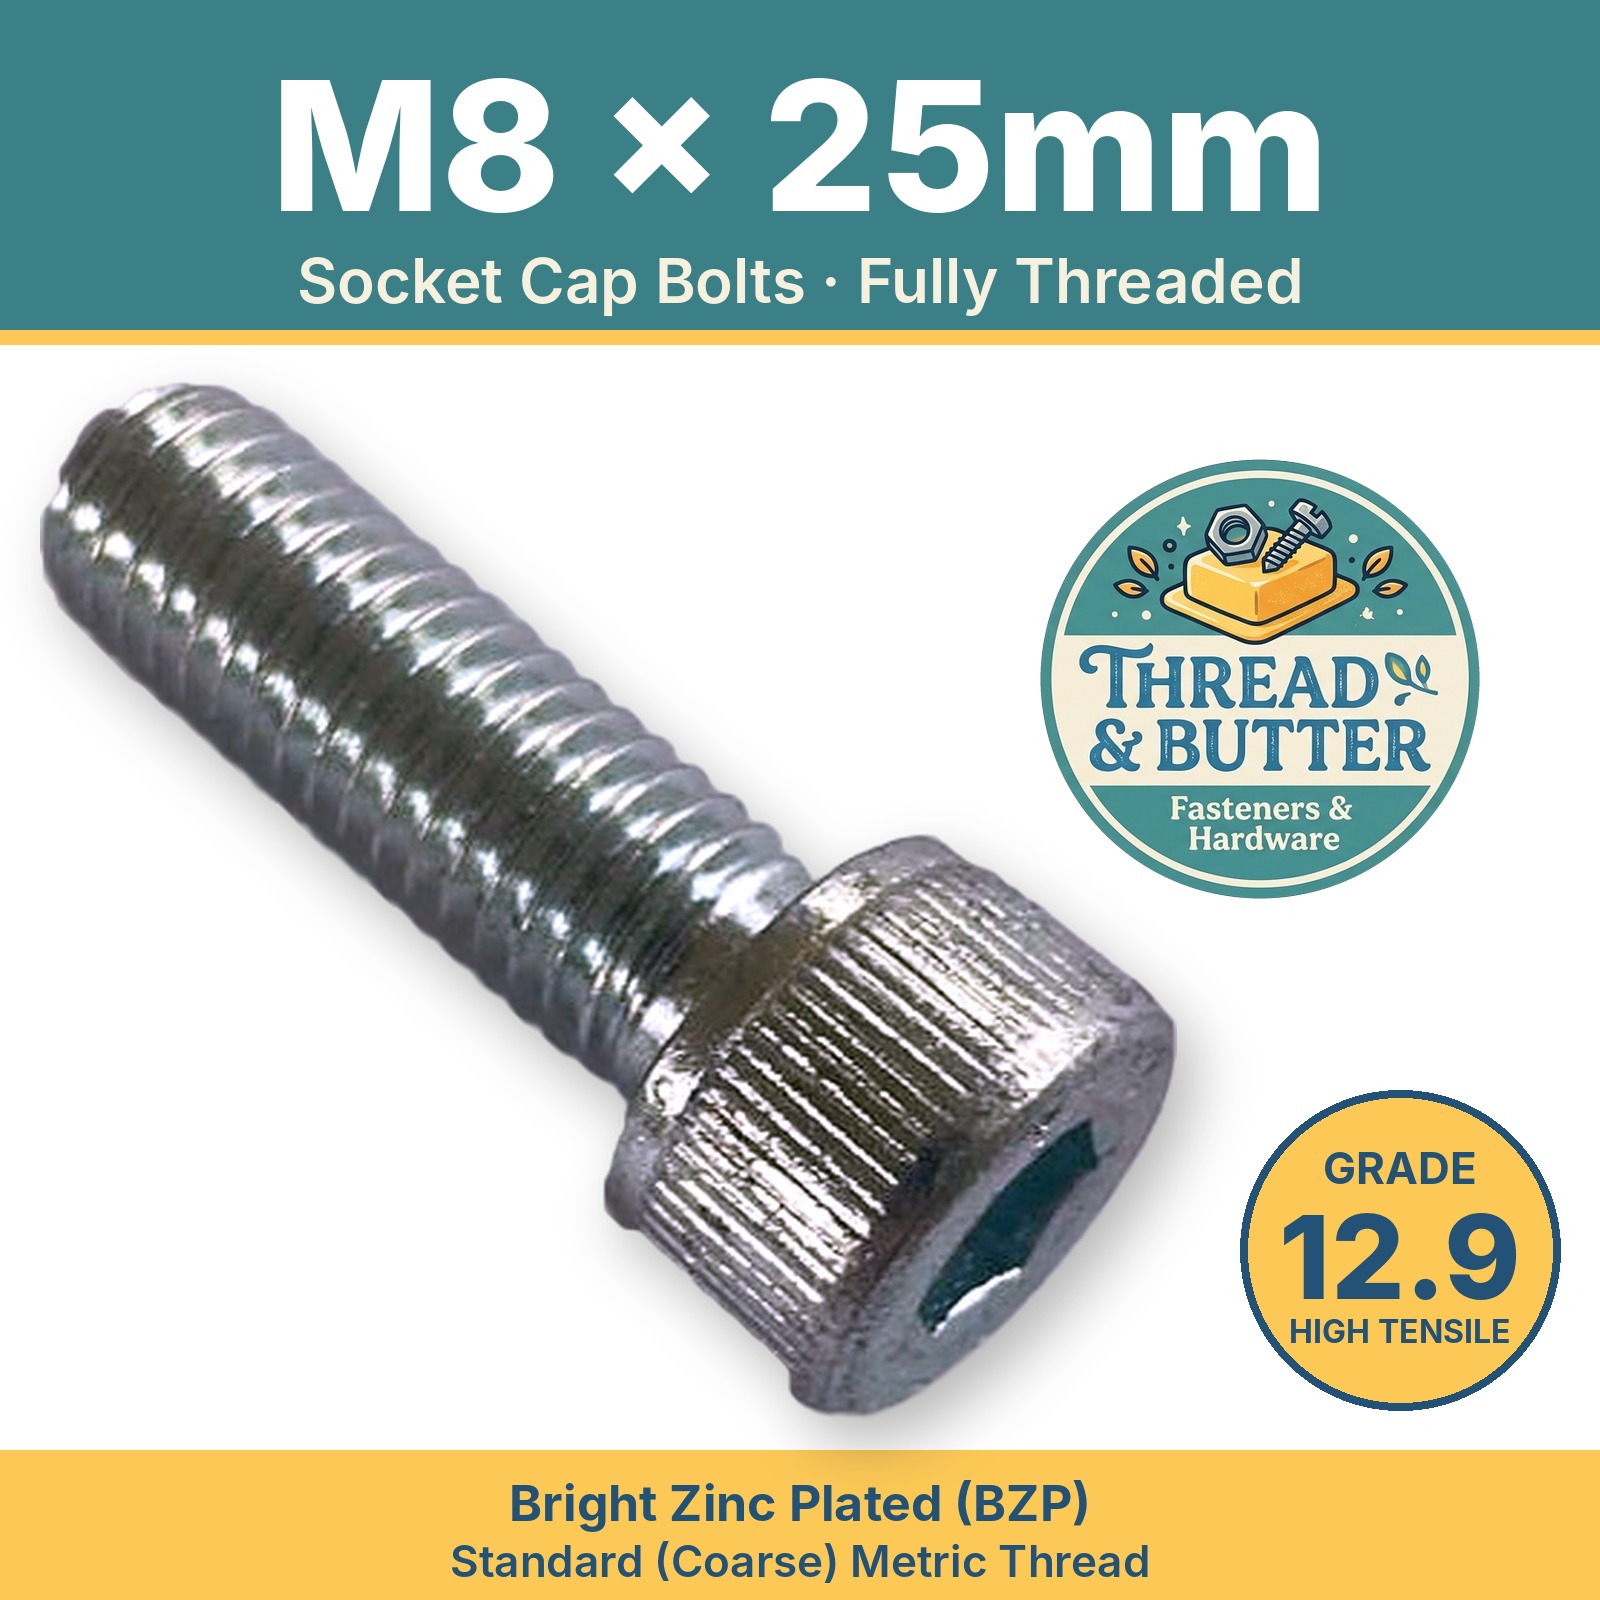 M8 × 25mm
Socket Cap Bolts · Fully Threaded
THREAD
& BUTTER
Fasteners &
Hardware
GRADE
12.9
HIGH TENSILE
Bright Zinc Plated (BZP)
Standard (Coarse) Metric Thread